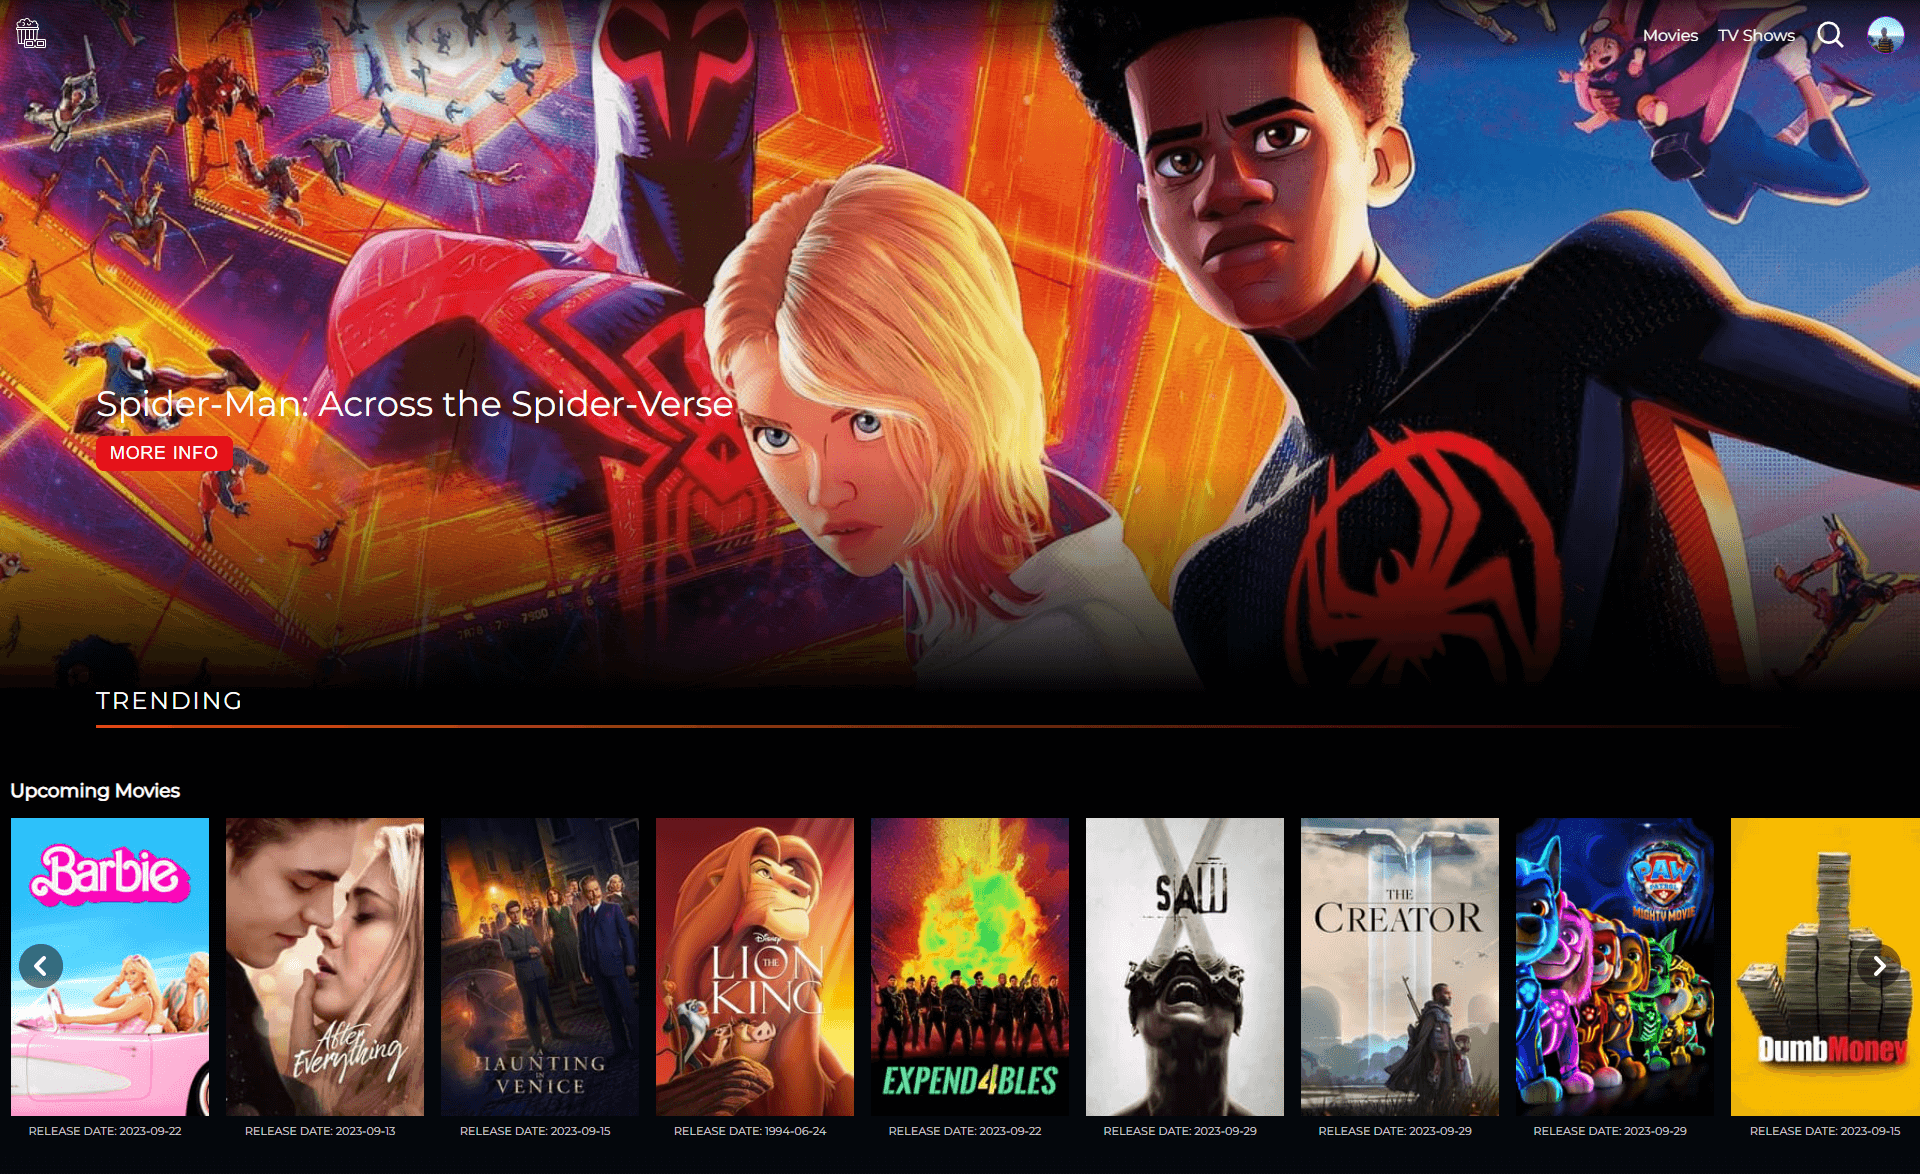 Movies TV Shows
Spider-Man: Across the Spider-Verse
MORE INFO
7800
TRENDING
Upcoming Movies
Barbie
After
Everything
A
HAUNTING
IN
VENICE
Disney
THE
LION
KING
EXPEND4BLES
SAW
THE
CREATOR
PAW
PATROL
MIGHTY MOVIE
DumbMoney
RELEASE DATE: 2023-09-22
RELEASE DATE: 2023-09-13
RELEASE DATE: 2023-09-15
RELEASE DATE: 1994-06-24
RELEASE DATE: 2023-09-22
RELEASE DATE: 2023-09-29
RELEASE DATE: 2023-09-29
RELEASE DATE: 2023-09-29
RELEASE DATE: 2023-09-15